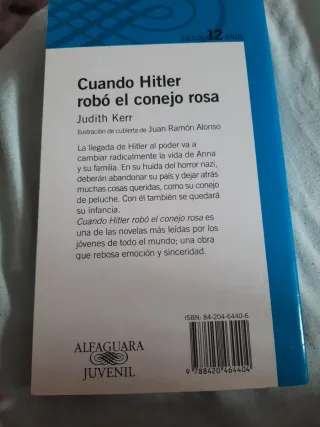 DESDE 12 AÑOS
Cuando Hitler
robó el conejo rosa
Judith Kerr
Ilustración de cubierta de Juan Ramón Alonso
La llegada de Hitler al poder va a
cambiar radicalmente la vida de Anna
y su familia. En su huida del horror nazi,
deberán abandonar su país y dejar atrás
muchas cosas queridas, como su conejo
de peluche. Con él también se quedará
su infancia.
Cuando Hitler robó el conejo rosa es
una de las novelas más leídas por los
jóvenes de todo el mundo; una obra
que rebosa emoción y sinceridad.
ISBN: 84-204-6440-6
9 788420 464404
ALFAGUARA
JUVENIL